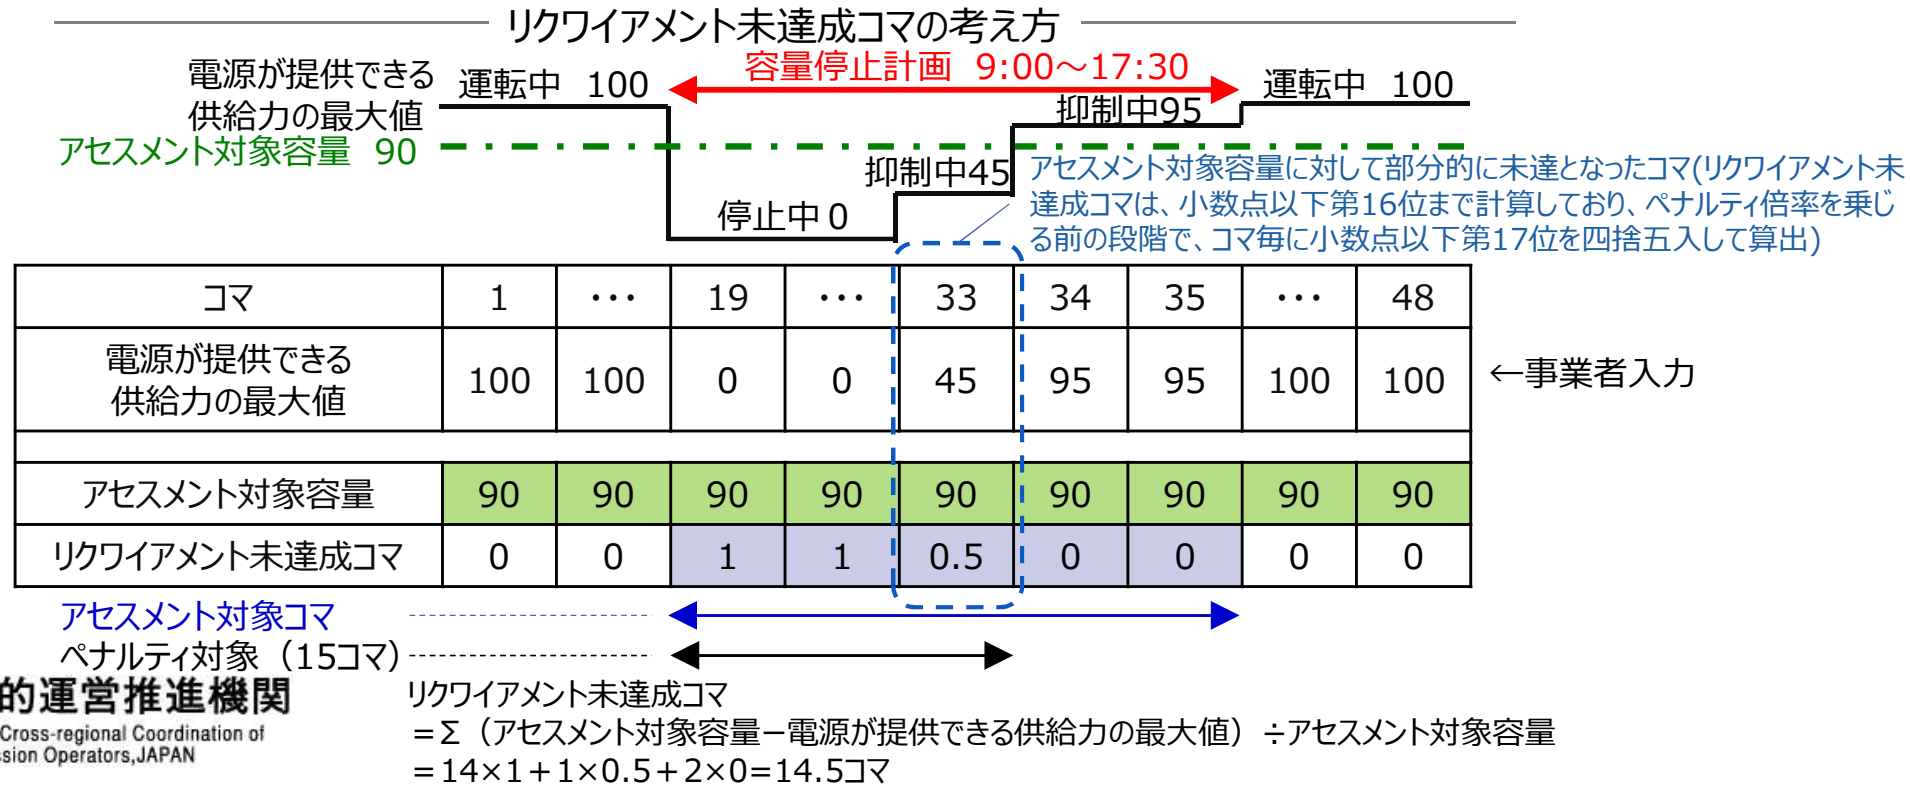 リクワイアメント未達成コマの考え方
容量停止計画 9:00～17:30
電源が提供できる
供給力の最大値
運転中 100
抑制中95
運転中 100
アセスメント対象容量 90
抑制中45
停止中０
アセスメント対象容量に対して部分的に未達となったコマ(リクワイアメント未
達成コマは、小数点以下第16位まで計算しており、ペナルティ倍率を乗じ
る前の段階で、コマ毎に小数点以下第17位を四捨五入して算出)
コマ 1 ・・・ 19 ・・・ 33 34 35 ・・・ 48
電源が提供できる
供給力の最大値 100 100 0 0 45 95 95 100 100
←事業者入力
アセスメント対象容量 90 90 90 90 90 90 90 90 90
リクワイアメント未達成コマ 0 0 1 1 0.5 0 0 0 0
アセスメント対象コマ
ペナルティ対象（15コマ）
的運営推進機関
Cross-regional Coordination of
ssion Operators,JAPAN
リクワイアメント未達成コマ
＝Σ（アセスメント対象容量－電源が提供できる供給力の最大値）÷アセスメント対象容量
＝14×1＋1×0.5＋2×0=14.5コマ